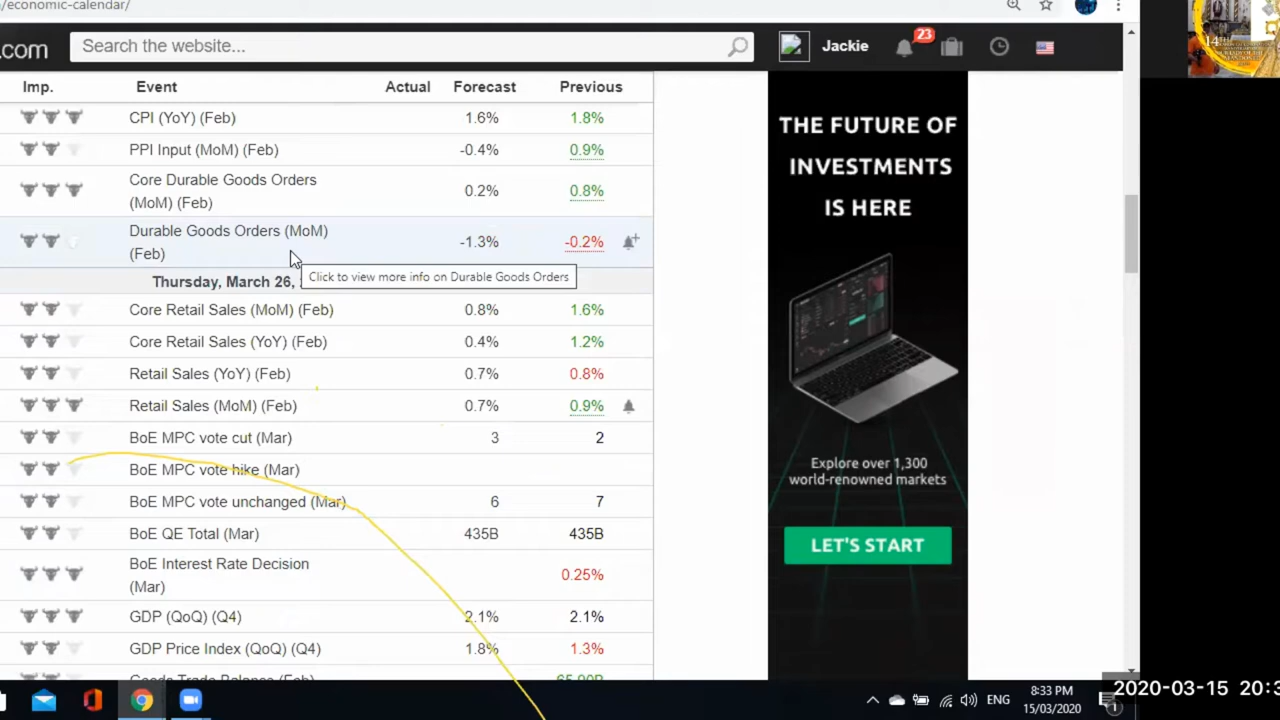 /economic-calendar/
.com
Search the website...
Jackie
23
14TH
Imp. Event Actual Forecast Previous
CPI (YoY) (Feb) 1.6% 1.8%
PPI Input (MoM) (Feb) -0.4% 0.9%
Core Durable Goods Orders
(MoM) (Feb) 0.2% 0.8%
Durable Goods Orders (MoM)
(Feb) -1.3% -0.2%
Click to view more info on Durable Goods Orders
Thursday, March 26,
Core Retail Sales (MoM) (Feb) 0.8% 1.6%
Core Retail Sales (YoY) (Feb) 0.4% 1.2%
Retail Sales (YoY) (Feb) 0.7% 0.8%
Retail Sales (MoM) (Feb) 0.7% 0.9%
BoE MPC vote cut (Mar) 3 2
BoE MPC vote hike (Mar)
BoE MPC vote unchanged (Mar) 6 7
BoE QE Total (Mar) 435B 435B
BoE Interest Rate Decision
(Mar) 0.25%
GDP (QoQ) (Q4) 2.1% 2.1%
GDP Price Index (QoQ) (Q4) 1.8% 1.3%
Goods Trade Balance (Feb)
THE FUTURE OF
INVESTMENTS
IS HERE
Explore over 1,300
world-renowned markets
LET'S START
ENG
8:33 PM
15/03/2020
1
2020-03-15 20:3